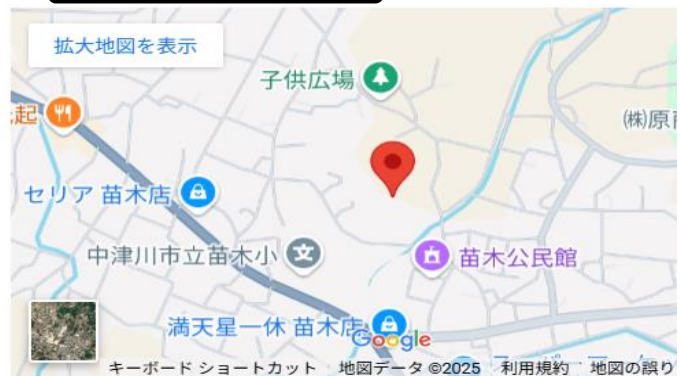 拡大地図を表示
子供広場
起
(株)原
セリア 苗木店
中津川市立苗木小
苗木公民館
満天星一休 苗木店
Google
キーボード ショートカット 地図データ ©2025 利用規約 地図の誤り